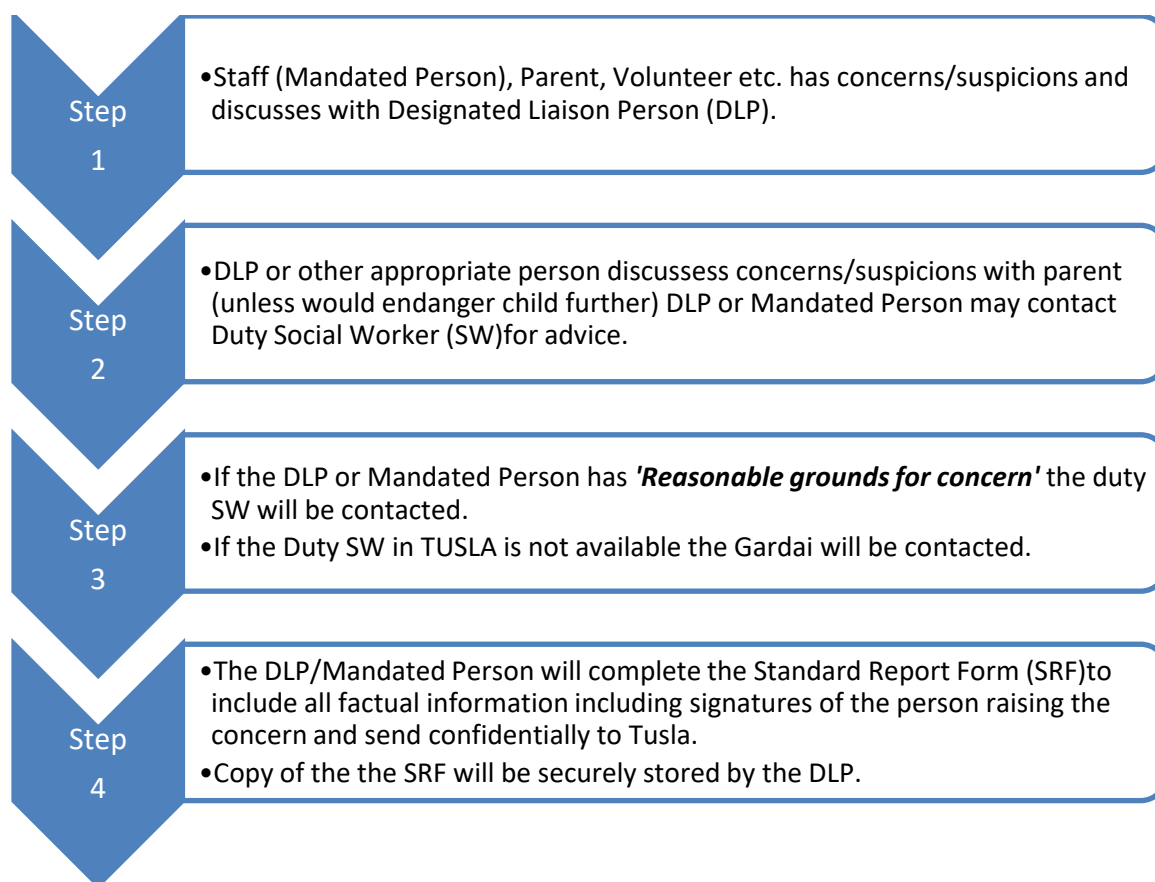 Step
1
•Staff (Mandated Person), Parent, Volunteer etc. has concerns/suspicions and
discusses with Designated Liaison Person (DLP).
Step
2
•DLP or other appropriate person discussess concerns/suspicions with parent
(unless would endanger child further) DLP or Mandated Person may contact
Duty Social Worker (SW)for advice.
Step
3
•If the DLP or Mandated Person has 'Reasonable grounds for concern' the duty
SW will be contacted.
•If the Duty SW in TUSLA is not available the Gardai will be contacted.
Step
4
•The DLP/Mandated Person will complete the Standard Report Form (SRF)to
include all factual information including signatures of the person raising the
concern and send confidentially to Tusla.
•Copy of the the SRF will be securely stored by the DLP.